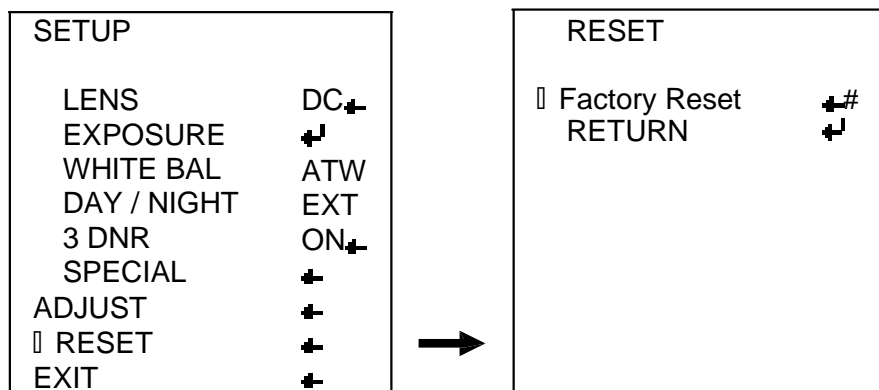 SETUP
LENS DC
EXPOSURE ↵
WHITE BAL ATW
DAY / NIGHT EXT
3 DNR ON
SPECIAL
ADJUST
▯ RESET
EXIT
RESET
▯ Factory Reset #
RETURN ↵